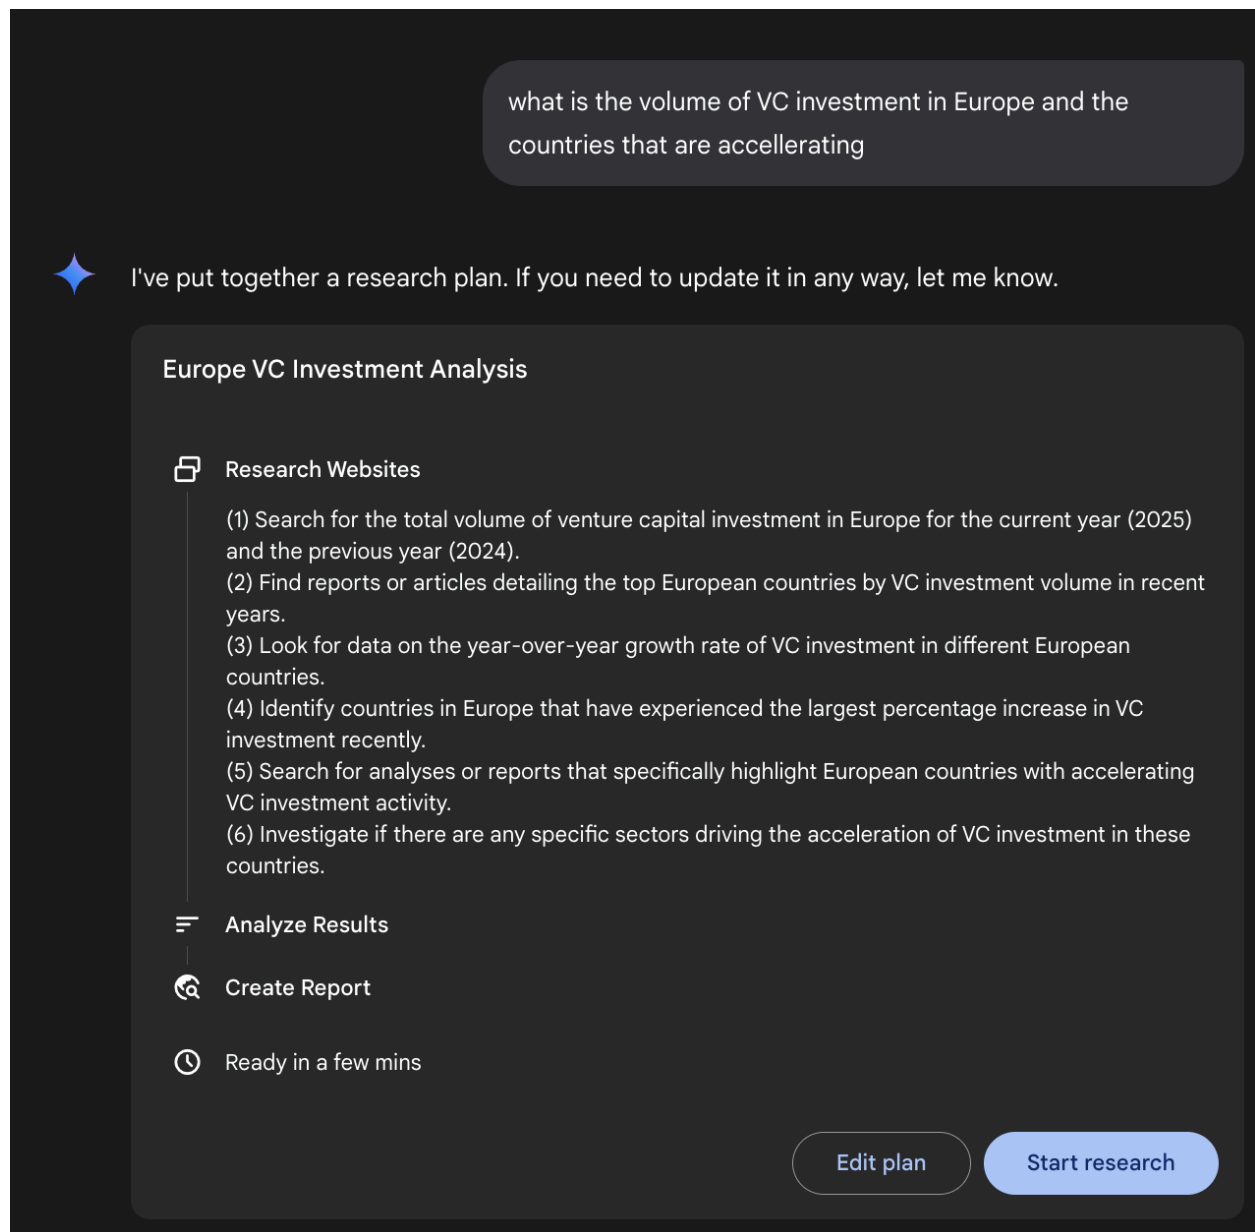 what is the volume of VC investment in Europe and the
countries that are accellerating
I've put together a research plan. If you need to update it in any way, let me know.
Europe VC Investment Analysis
Research Websites
(1) Search for the total volume of venture capital investment in Europe for the current year (2025)
and the previous year (2024).
(2) Find reports or articles detailing the top European countries by VC investment volume in recent
years.
(3) Look for data on the year-over-year growth rate of VC investment in different European
countries.
(4) Identify countries in Europe that have experienced the largest percentage increase in VC
investment recently.
(5) Search for analyses or reports that specifically highlight European countries with accelerating
VC investment activity.
(6) Investigate if there are any specific sectors driving the acceleration of VC investment in these
countries.
Analyze Results
Create Report
Ready in a few mins
Edit plan
Start research